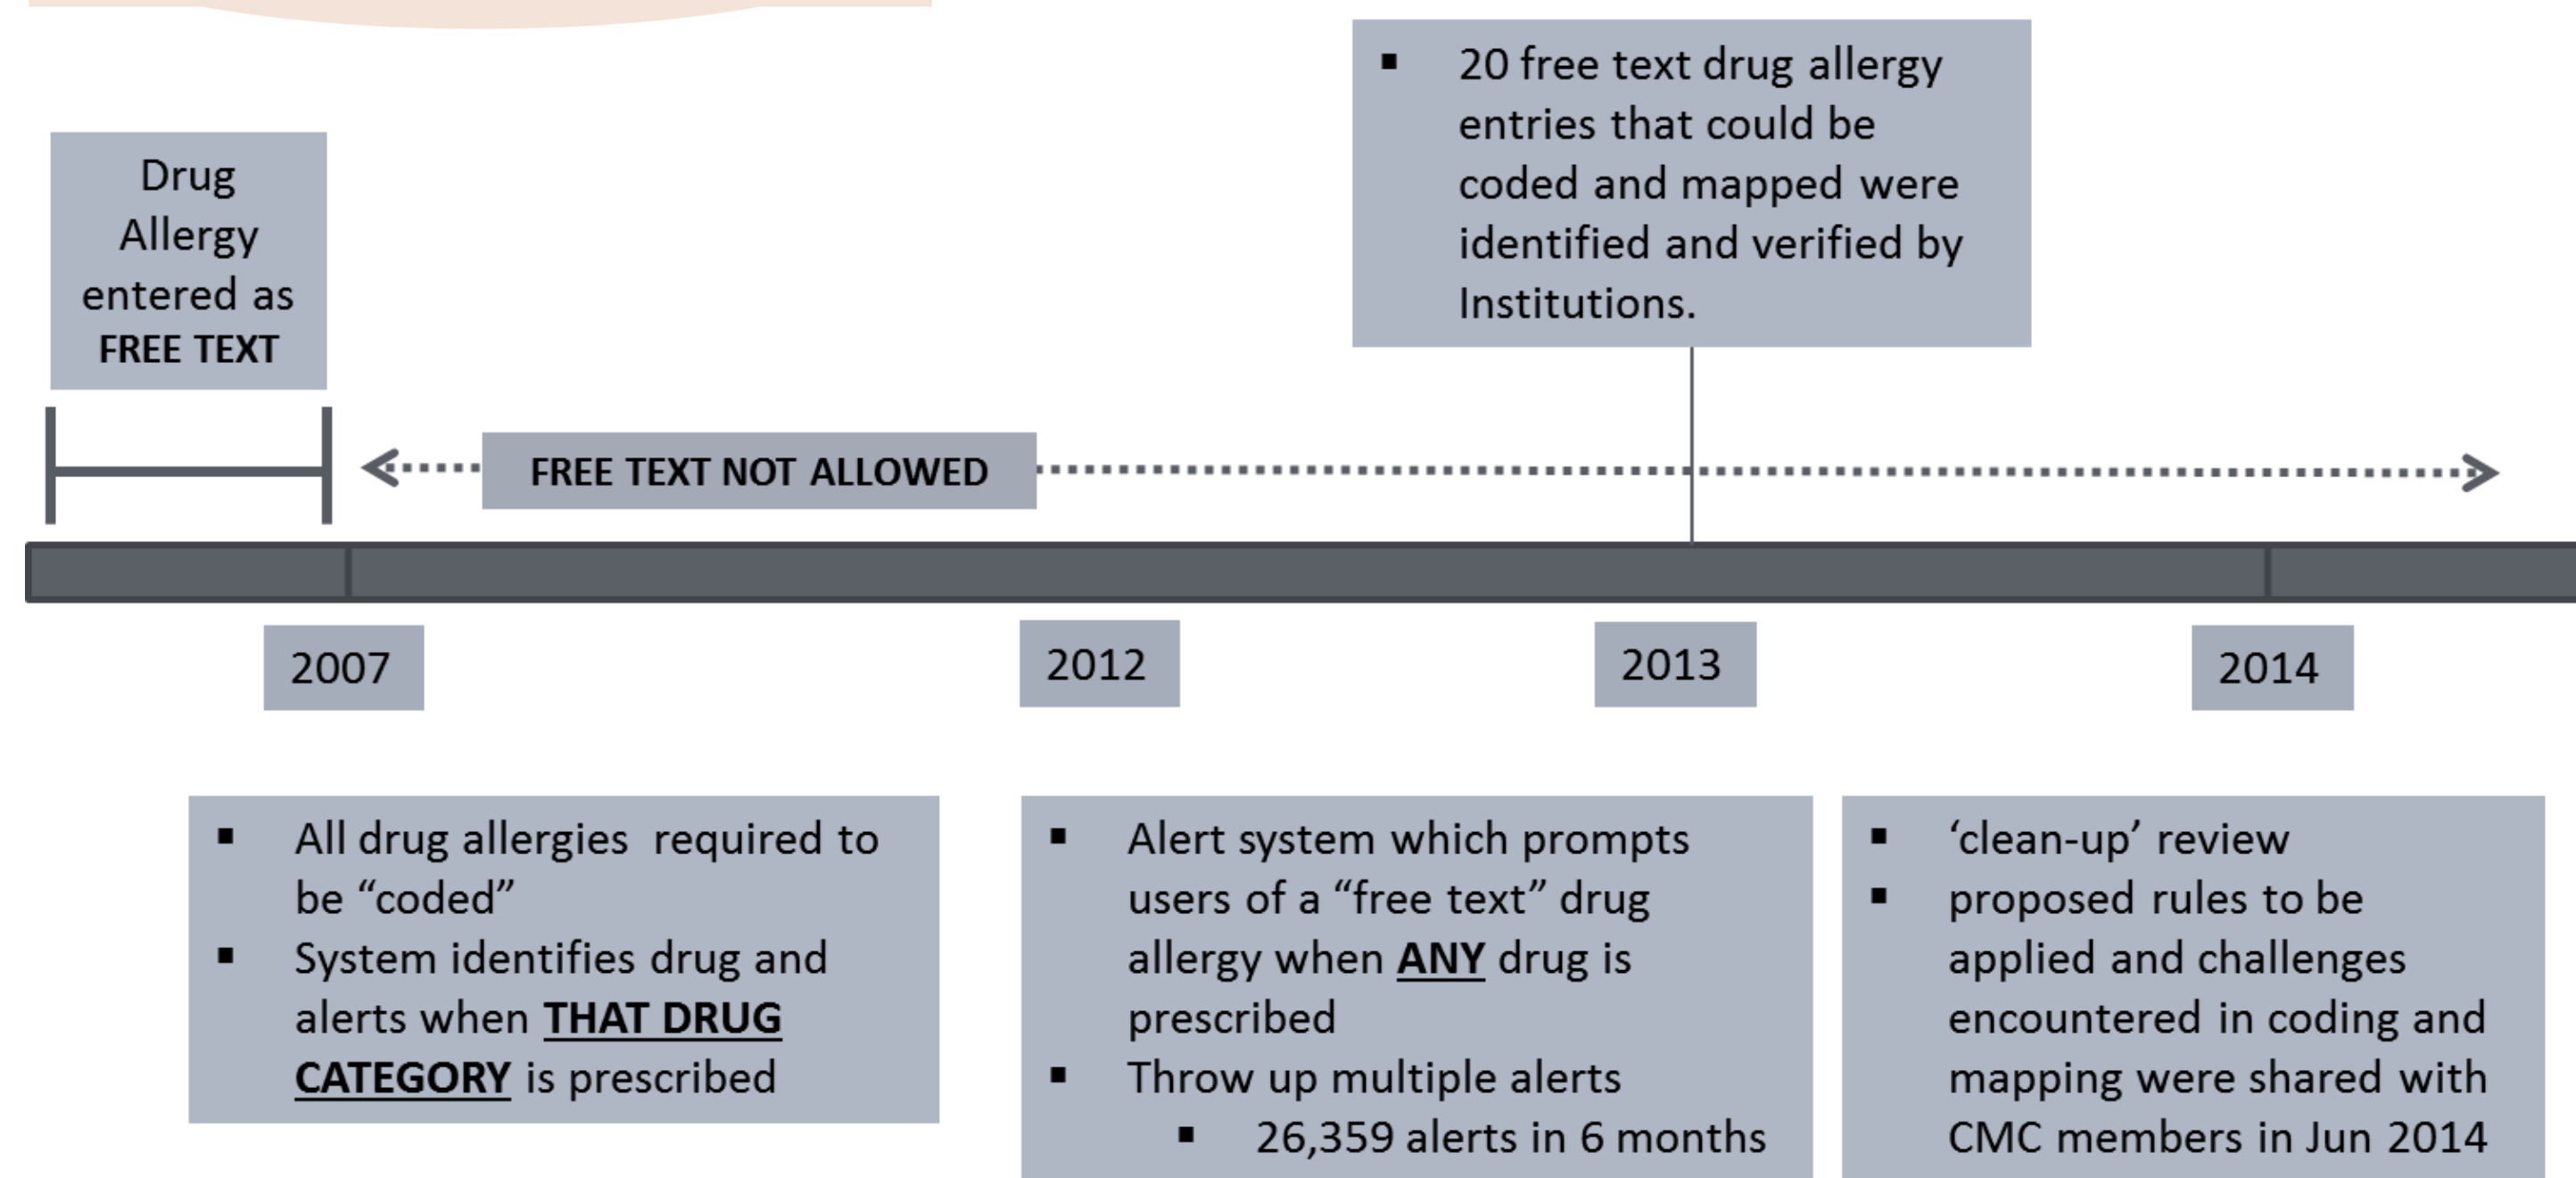 Drug
Allergy
entered as
FREE TEXT
▪ 20 free text drug allergy
entries that could be
coded and mapped were
identified and verified by
Institutions.
FREE TEXT NOT ALLOWED
2007
2012
2013
2014
▪ All drug allergies required to
be “coded”
▪ System identifies drug and
alerts when THAT DRUG
CATEGORY is prescribed
▪ Alert system which prompts
users of a “free text” drug
allergy when ANY drug is
prescribed
▪ Throw up multiple alerts
▪ 26,359 alerts in 6 months
▪ ‘clean-up’ review
▪ proposed rules to be
applied and challenges
encountered in coding and
mapping were shared with
CMC members in Jun 2014